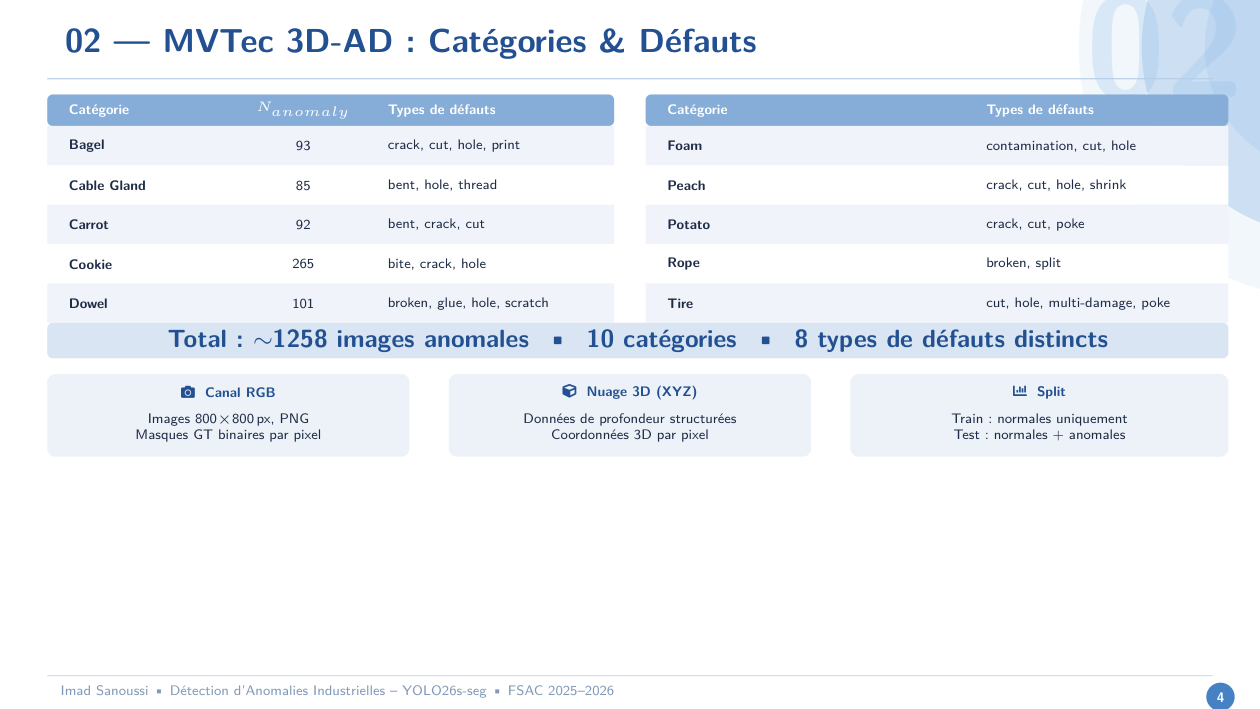 02
02 — MVTec 3D-AD : Catégories & Défauts
Catégorie N_anomaly Types de défauts
Bagel 93 crack, cut, hole, print
Cable Gland 85 bent, hole, thread
Carrot 92 bent, crack, cut
Cookie 265 bite, crack, hole
Dowel 101 broken, glue, hole, scratch
Catégorie Types de défauts
Foam contamination, cut, hole
Peach crack, cut, hole, shrink
Potato crack, cut, poke
Rope broken, split
Tire cut, hole, multi-damage, poke
Total : ~1258 images anomales ▪ 10 catégories ▪ 8 types de défauts distincts
Canal RGB
Images 800×800 px, PNG
Masques GT binaires par pixel
Nuage 3D (XYZ)
Données de profondeur structurées
Coordonnées 3D par pixel
Split
Train : normales uniquement
Test : normales + anomales
Imad Sanoussi ▪ Détection d'Anomalies Industrielles – YOLO26s-seg ▪ FSAC 2025–2026
4